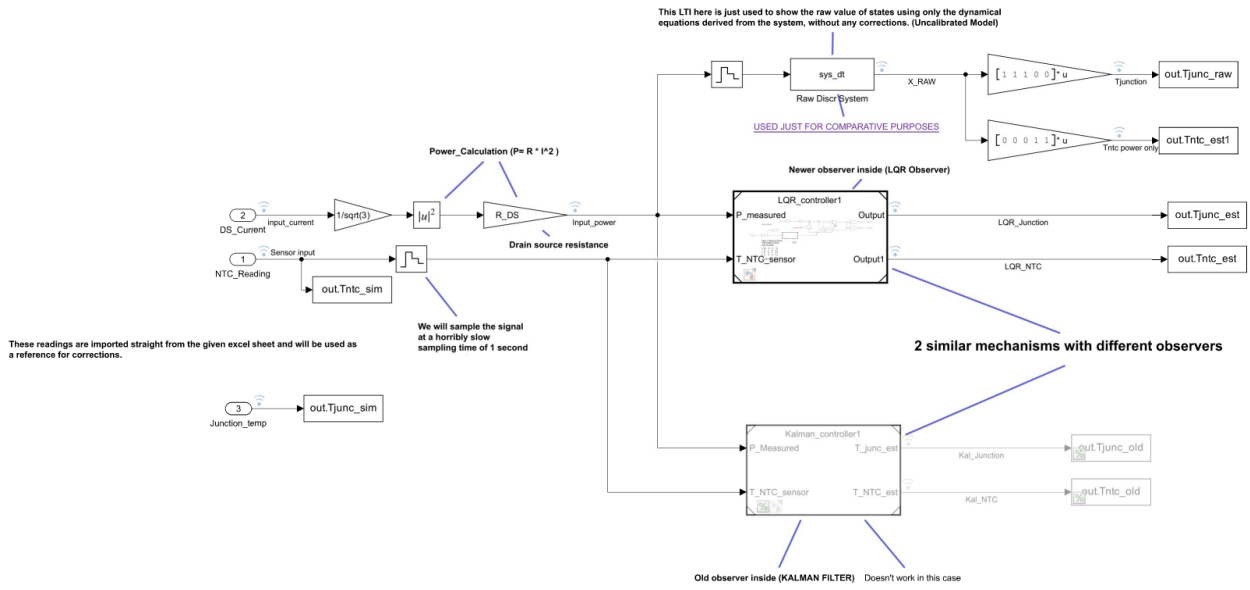 This LTI here is just used to show the raw value of states using only the dynamical
equations derived from the system, without any corrections. (Uncalibrated Model)
sys_dt
Raw Discr System
X_RAW
[1 1 1 0 0]* u
Tjunction
out.Tjunc_raw
USED JUST FOR COMPARATIVE PURPOSES
[0 0 0 1 1]* u
Tntc power only
out.Tntc_est1
Power_Calculation (P= R * I^2 )
Newer observer inside (LQR Observer)
2
input_current
DS_Current
1/sqrt(3)
|u|²
R_DS
Input_power
Drain source resistance
LQR_controller1
P_measured
Output
T_NTC_sensor
Output1
LQR_Junction
out.Tjunc_est
LQR_NTC
out.Tntc_est
1
Sensor input
NTC_Reading
out.Tntc_sim
We will sample the signal
at a horribly slow
sampling time of 1 second
These readings are imported straight from the given excel sheet and will be used as
a reference for corrections.
2 similar mechanisms with different observers
3
Junction_temp
out.Tjunc_sim
Kalman_controller1
P_Measured
T_junc_est
T_NTC_sensor
T_NTC_est
Kal_Junction
out.Tjunc_old
Kal_NTC
out.Tntc_old
Old observer inside (KALMAN FILTER)
Doesn't work in this case